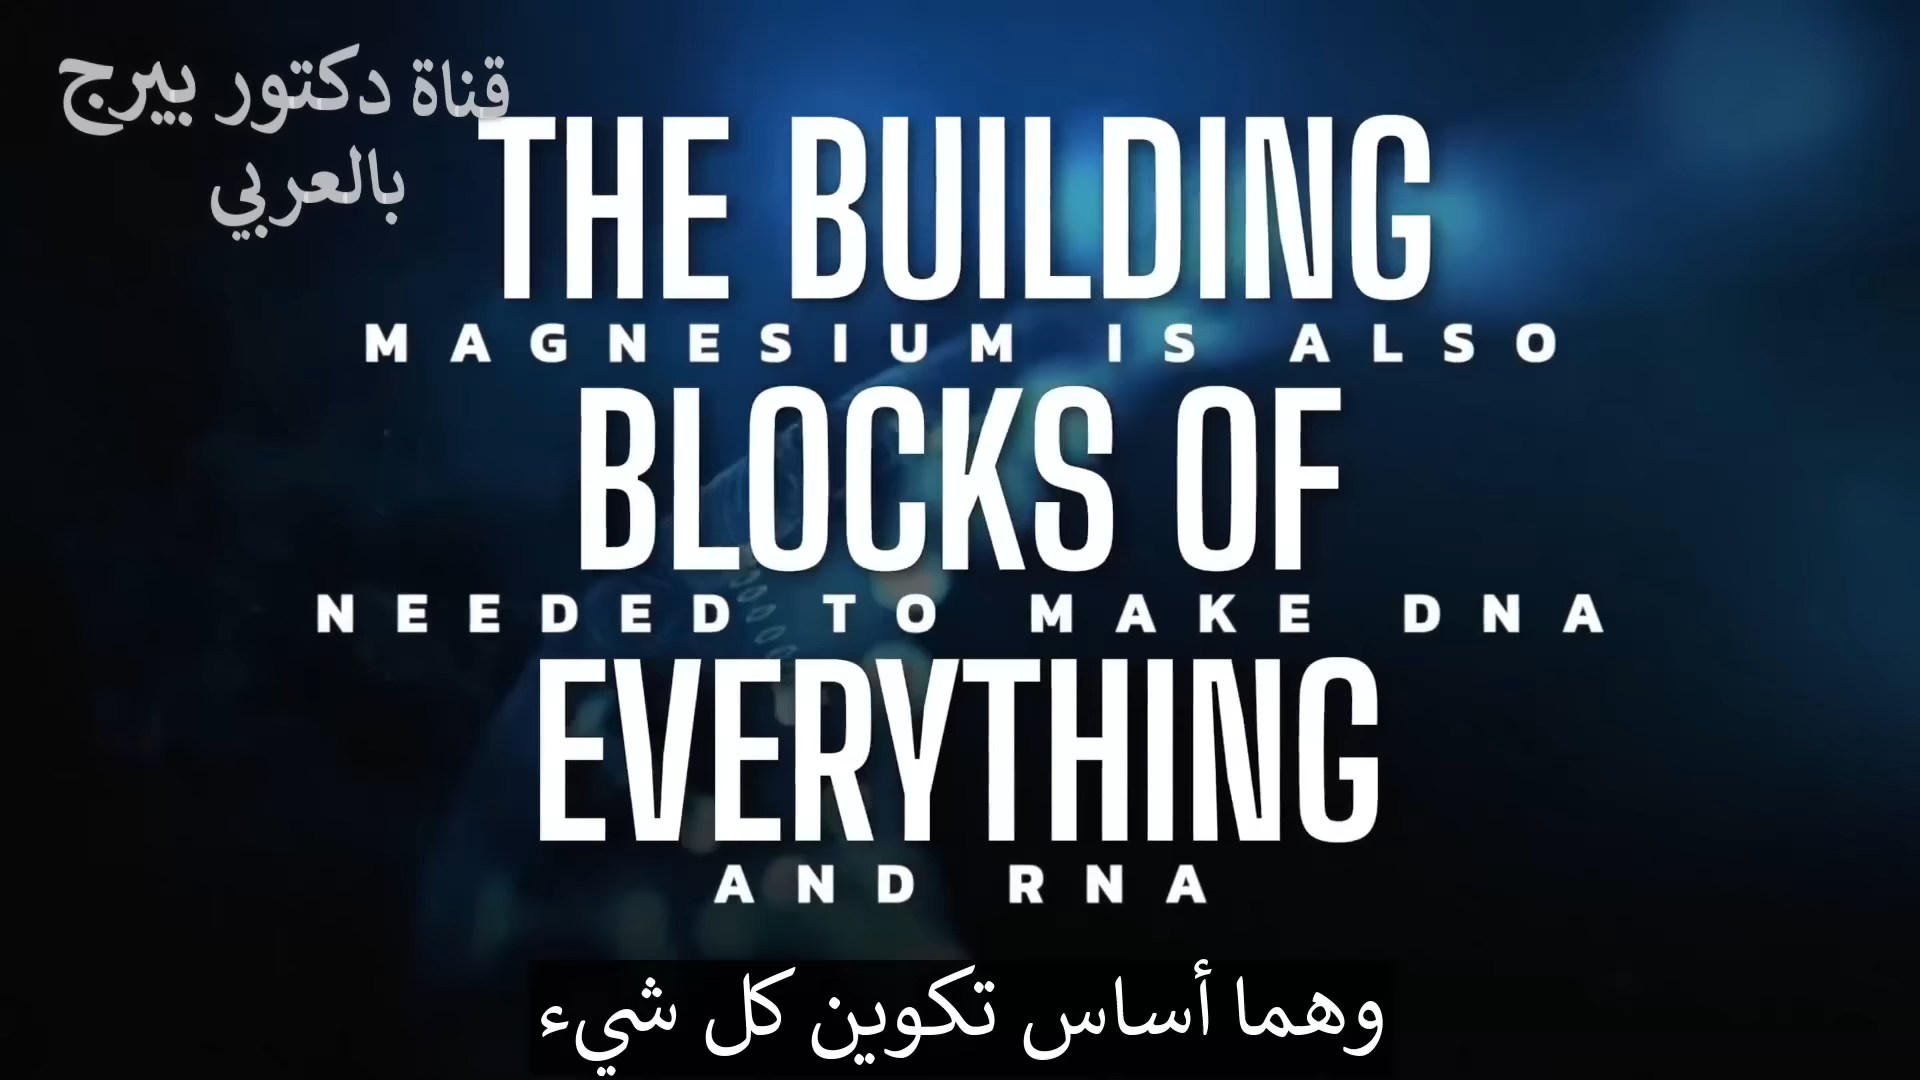 قناة دكتور بيرج
بالعربي
THE BUILDING
MAGNESIUM IS ALSO
BLOCKS OF
NEEDED TO MAKE DNA
EVERYTHING
AND RNA
وهما أساس تكوين كل شيء